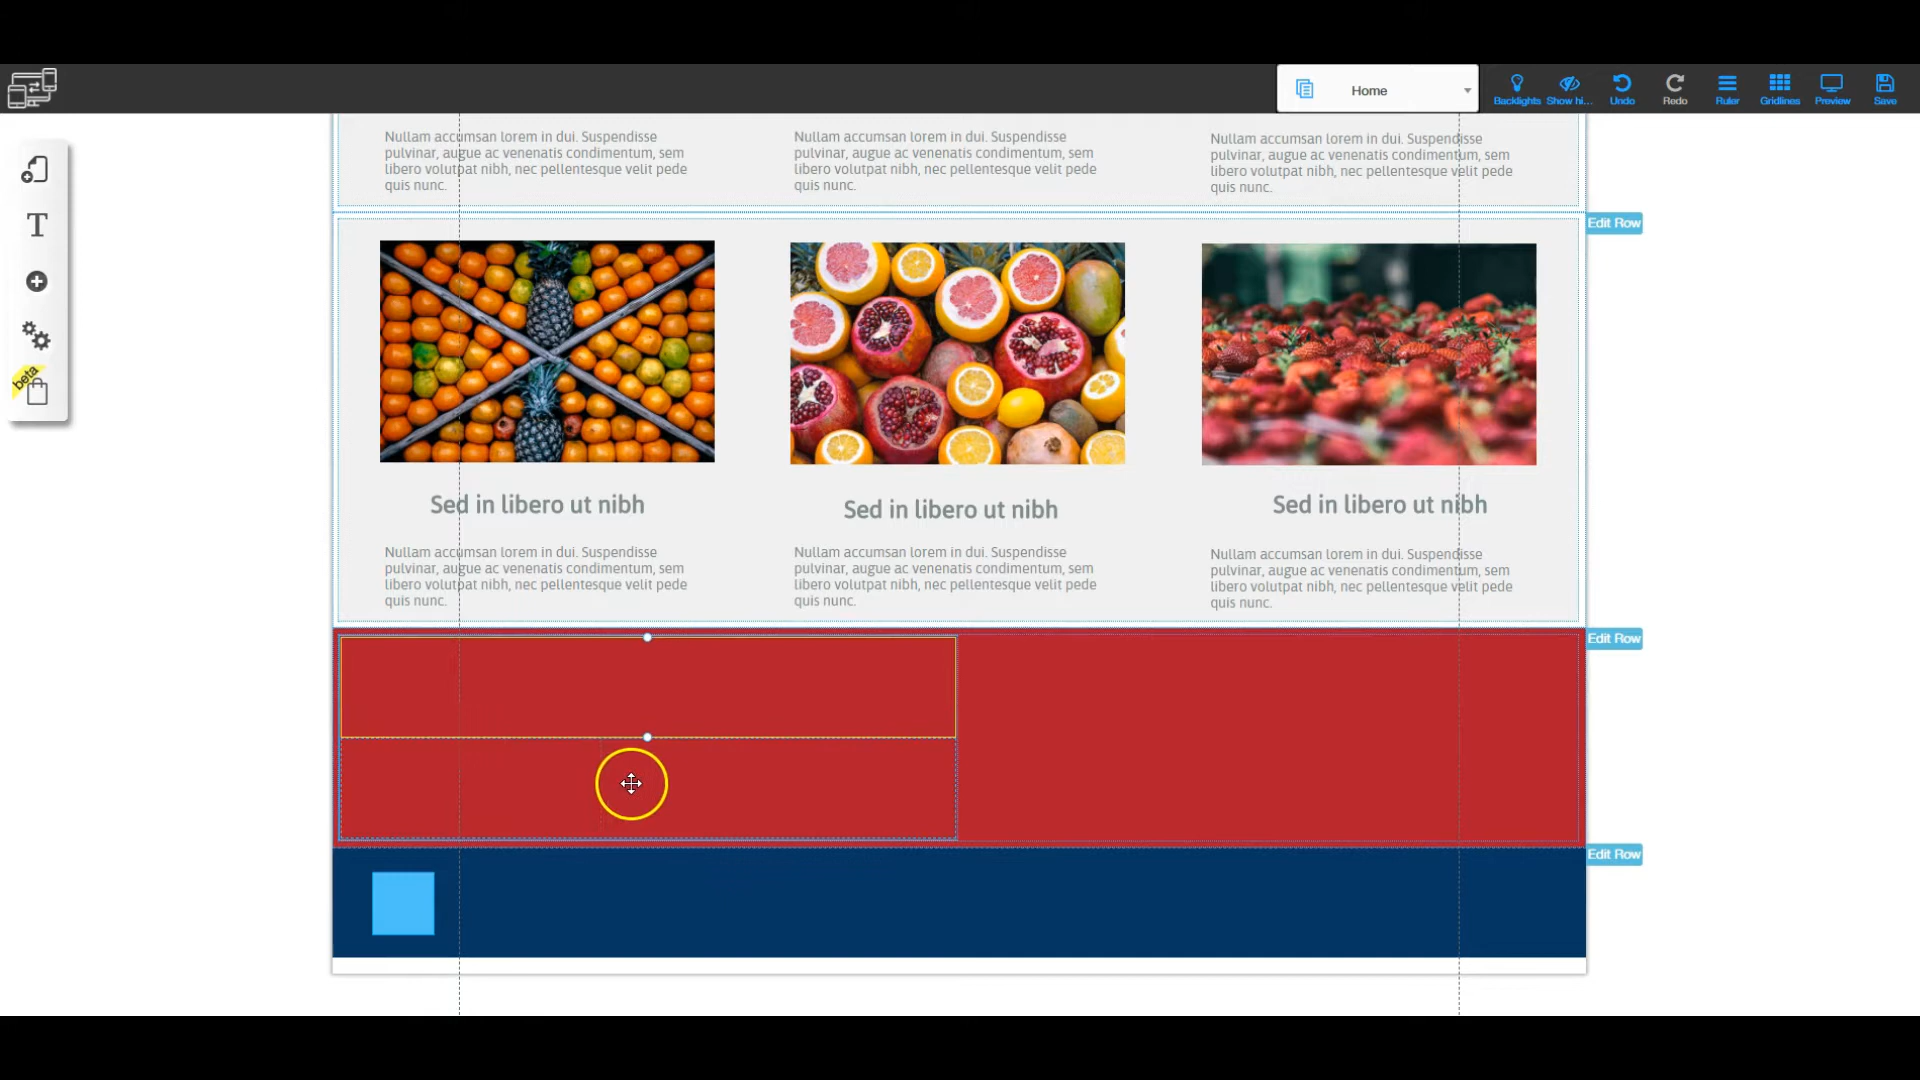 Home
Backlights
Show hi...
Undo
Redo
Ruler
Gridlines
Preview
Save
Nullam accumsan lorem in dui. Suspendisse
pulvinar, augue ac venenatis condimentum, sem
libero volutpat nibh, nec pellentesque velit pede
quis nunc.
Nullam accumsan lorem in dui. Suspendisse
pulvinar, augue ac venenatis condimentum, sem
libero volutpat nibh, nec pellentesque velit pede
quis nunc.
Nullam accumsan lorem in dui. Suspendisse
pulvinar, augue ac venenatis condimentum, sem
libero volutpat nibh, nec pellentesque velit pede
quis nunc.
T
beta
Edit Row
Sed in libero ut nibh
Sed in libero ut nibh
Sed in libero ut nibh
Nullam accumsan lorem in dui. Suspendisse
pulvinar, augue ac venenatis condimentum, sem
libero volutpat nibh, nec pellentesque velit pede
quis nunc.
Nullam accumsan lorem in dui. Suspendisse
pulvinar, augue ac venenatis condimentum, sem
libero volutpat nibh, nec pellentesque velit pede
quis nunc.
Nullam accumsan lorem in dui. Suspendisse
pulvinar, augue ac venenatis condimentum, sem
libero volutpat nibh, nec pellentesque velit pede
quis nunc.
Edit Row
Edit Row